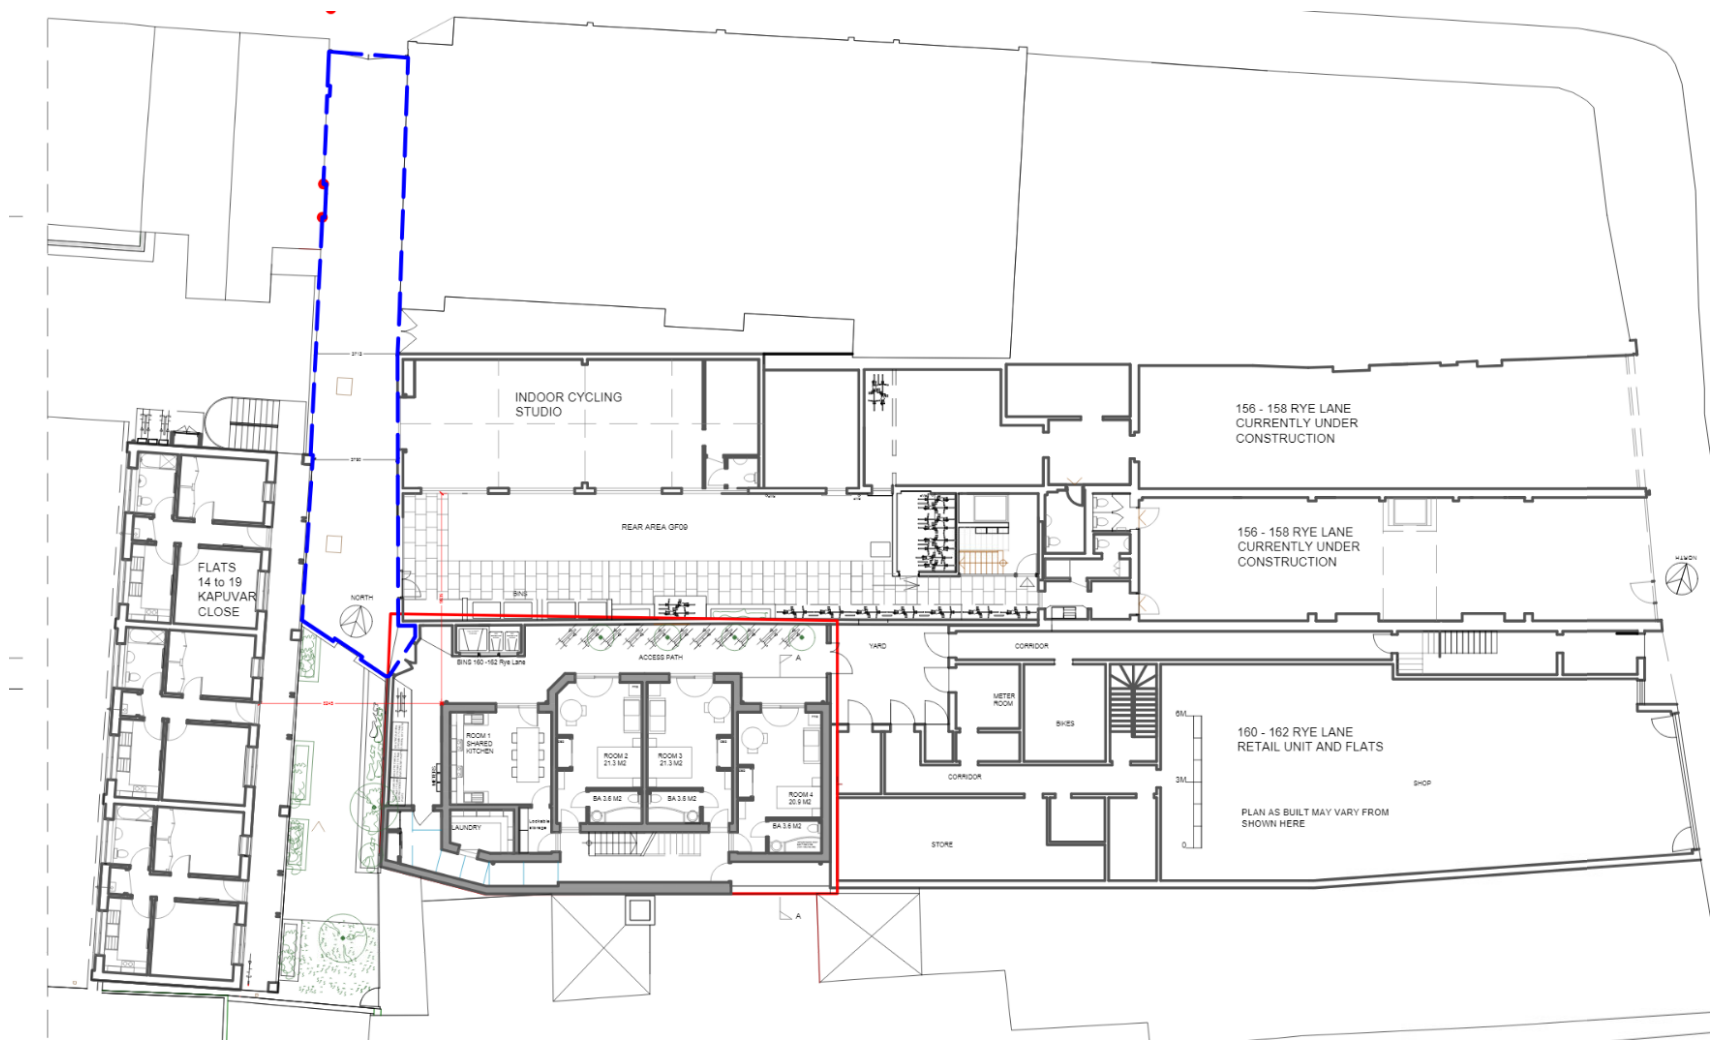 INDOOR CYCLING
STUDIO
156 - 158 RYE LANE
CURRENTLY UNDER
CONSTRUCTION
REAR AREA GF09
156 - 158 RYE LANE
CURRENTLY UNDER
CONSTRUCTION
NORTH
FLATS
14 to 19
KAPUVAR
CLOSE
NORTH
BINS
BINS 160 -162 Rye Lane
ACCESS PATH
A
YARD
CORRIDOR
METER
ROOM
BIKES
6M
160 - 162 RYE LANE
RETAIL UNIT AND FLATS
ROOM 1
SHARED
KITCHEN
ROOM 2
21.3 M2
ROOM 3
21.3 M2
ROOM 4
20.9 M2
CORRIDOR
3M
SHOP
BA 3.6 M2
BA 3.6 M2
BA 3.6 M2
PLAN AS BUILT MAY VARY FROM
SHOWN HERE
LAUNDRY
Lockable
storage
STORE
0
A